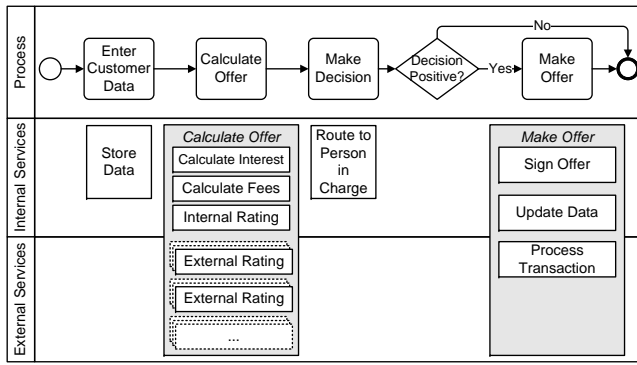 Process
Enter
Customer
Data
Calculate
Offer
Make
Decision
Decision
Positive?
No
Yes
Make
Offer
Internal Services
Store
Data
Calculate Offer
Calculate Interest
Calculate Fees
Internal Rating
Route to
Person
in
Charge
Make Offer
Sign Offer
Update Data
External Services
External Rating
External Rating
...
Process
Transaction